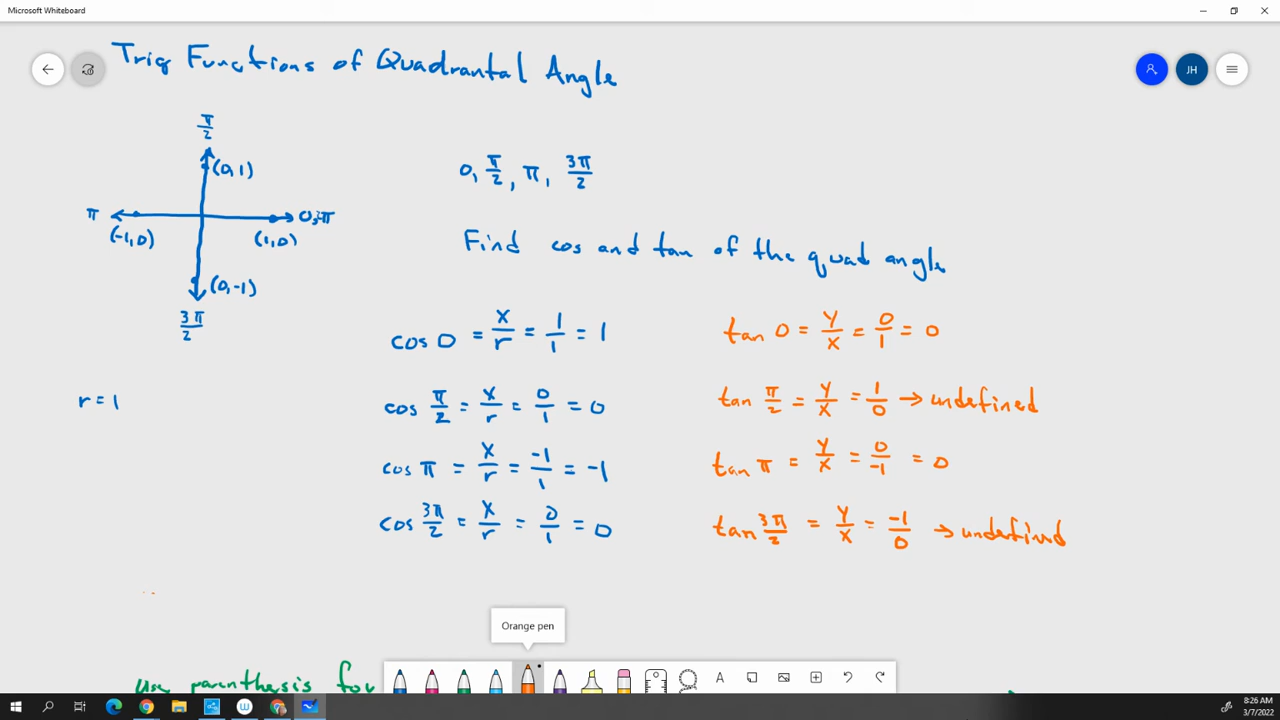 Microsoft Whiteboard
Trig Functions of Quadrantal Angle
JH
π/2
(0,1)
π
0,2π
(-1,0)
(1,0)
(0,-1)
3π/2
r = 1
0, π/2, π, 3π/2
Find cos and tan of the quad angle
cos 0 = x/r = 1/1 = 1
tan 0 = y/x = 0/1 = 0
cos π/2 = x/r = 0/1 = 0
tan π/2 = y/x = 1/0 → undefined
cos π = x/r = -1/1 = -1
tan π = y/x = 0/-1 = 0
cos 3π/2 = x/r = 0/1 = 0
tan 3π/2 = y/x = -1/0 → undefined
Orange pen
use parenthesis for
A
8:26 AM
3/7/2022